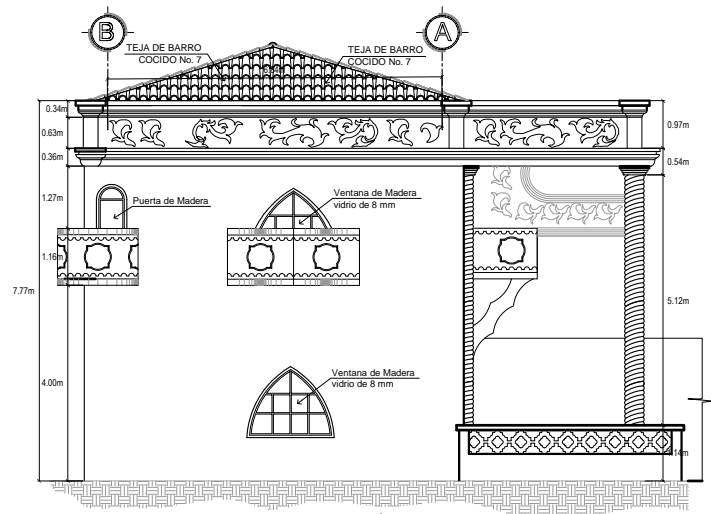 B
A
TEJA DE BARRO
COCIDO No. 7
TEJA DE BARRO
COCIDO No. 7
0.34m
0.63m
0.36m
1.27m
1.16m
7.77m
4.00m
0.97m
0.54m
5.12m
Puerta de Madera
Ventana de Madera
vidrio de 8 mm
Ventana de Madera
vidrio de 8 mm